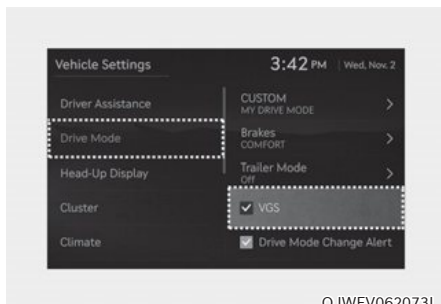 Vehicle Settings
3:42 PM Wed, Nov. 2
Driver Assistance
Drive Mode
Head-Up Display
Cluster
Climate
CUSTOM
MY DRIVE MODE
Brakes
COMFORT
Trailer Mode
Off
VGS
Drive Mode Change Alert
OJWEV062073L